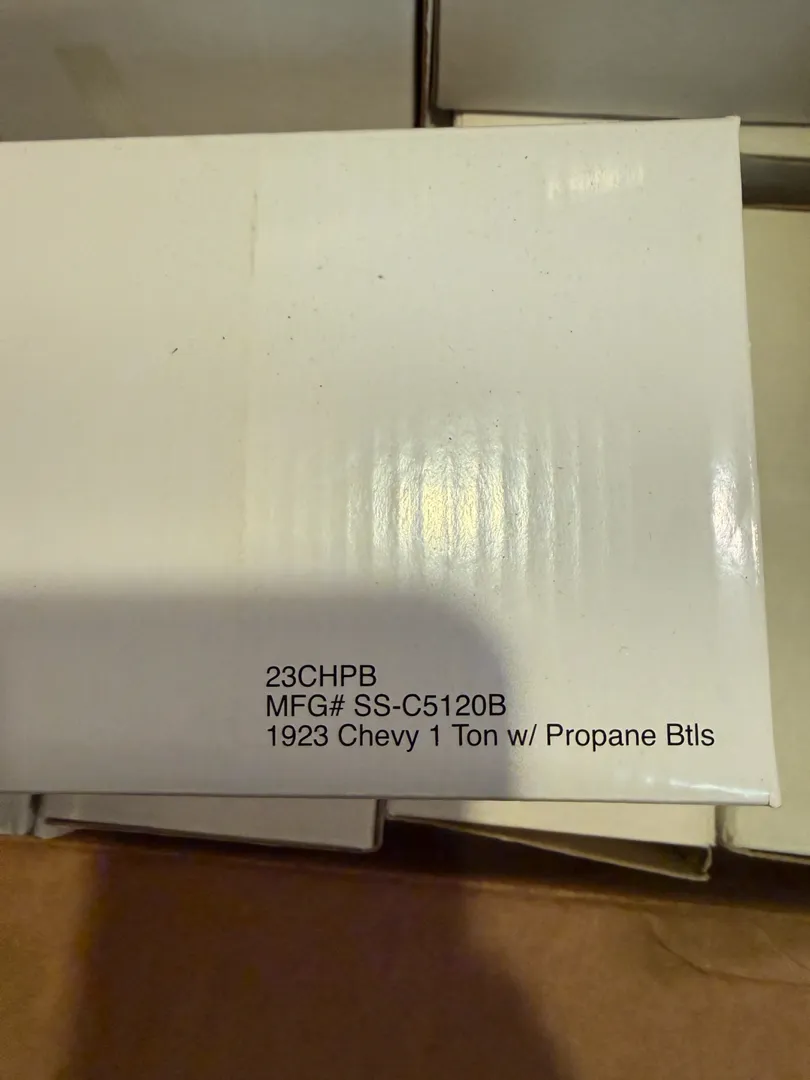 23CHPB
MFG# SS-C5120B
1923 Chevy 1 Ton w/ Propane Btls